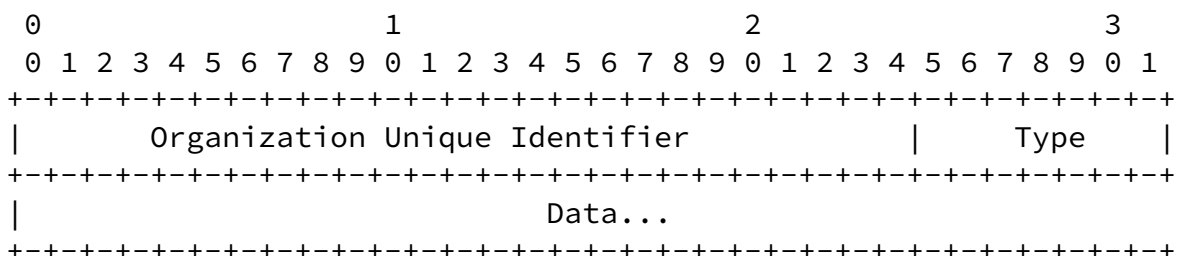 0                   1                   2                   3
 0 1 2 3 4 5 6 7 8 9 0 1 2 3 4 5 6 7 8 9 0 1 2 3 4 5 6 7 8 9 0 1
+-+-+-+-+-+-+-+-+-+-+-+-+-+-+-+-+-+-+-+-+-+-+-+-+-+-+-+-+-+-+-+-+
|       Organization Unique Identifier            |     Type    |
+-+-+-+-+-+-+-+-+-+-+-+-+-+-+-+-+-+-+-+-+-+-+-+-+-+-+-+-+-+-+-+-+
|                             Data...
+-+-+-+-+-+-+-+-+-+-+-+-+-+-+-+-+-+-+-+-+-+-+-+-+-+-+-+-+-+-+-+-+